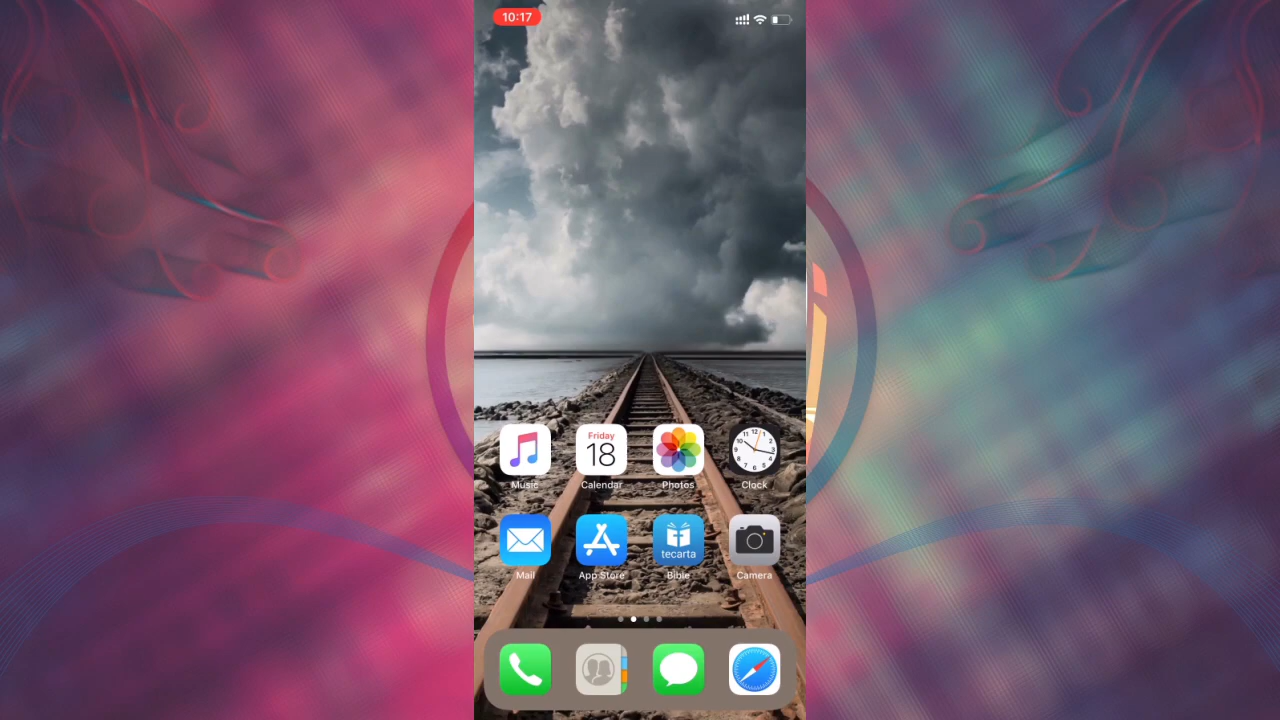 10:17
Friday
18
Music
Calendar
Photos
Clock
tecarta
Mail
App Store
Bible
Camera